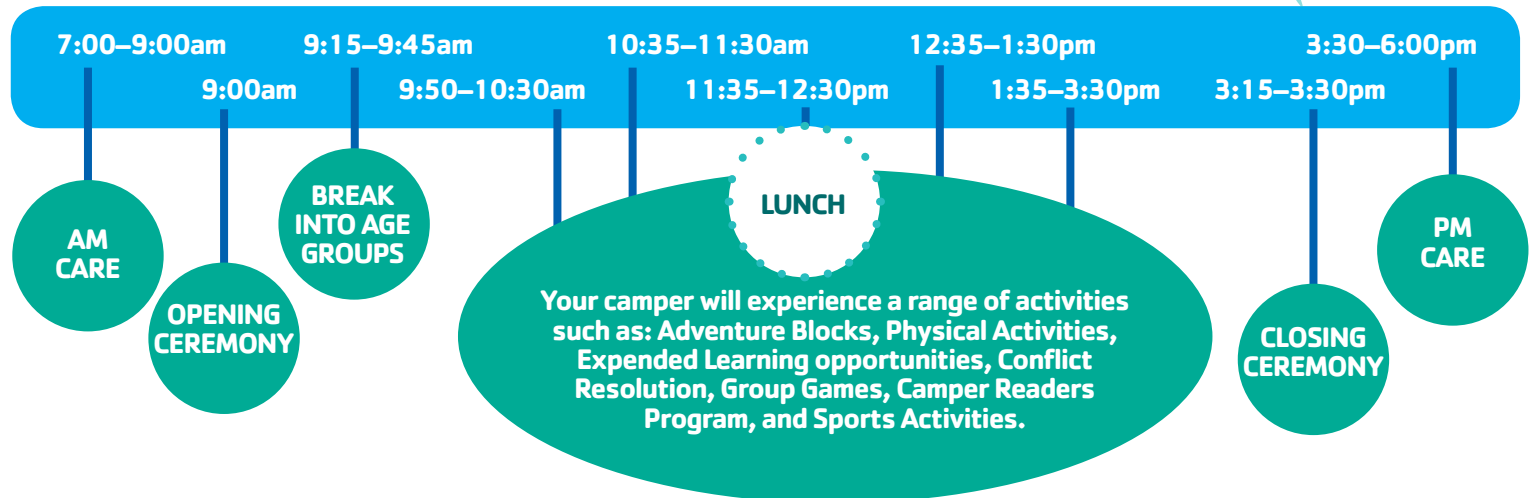 7:00–9:00am
9:15–9:45am
10:35–11:30am
12:35–1:30pm
3:30–6:00pm
9:00am
9:50–10:30am
11:35–12:30pm
1:35–3:30pm
3:15–3:30pm
AM
CARE
OPENING
CEREMONY
BREAK
INTO AGE
GROUPS
LUNCH
Your camper will experience a range of activities
such as: Adventure Blocks, Physical Activities,
Expended Learning opportunities, Conflict
Resolution, Group Games, Camper Readers
Program, and Sports Activities.
CLOSING
CEREMONY
PM
CARE